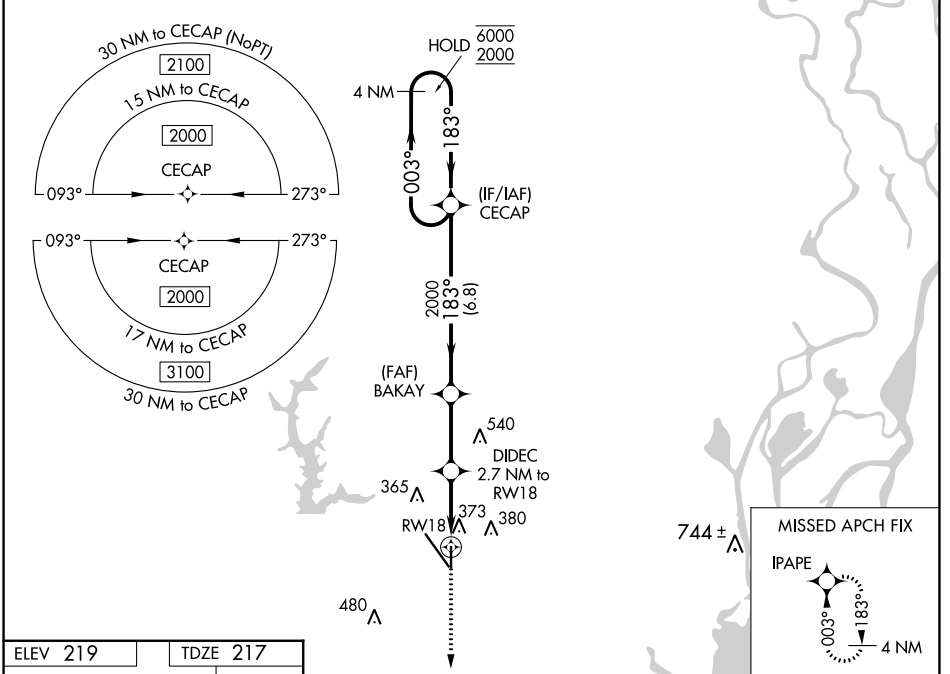 30 NM to CECAP (NoPT)
2100
15 NM to CECAP
2000
CECAP
093°
273°
093°
273°
CECAP
2000
17 NM to CECAP
3100
30 NM to CECAP
HOLD 6000
2000
4 NM
003°
183°
(IF/IAF)
CECAP
2000
183°
(6.8)
(FAF)
BAKAY
540
DIDEC
2.7 NM to
RW18
365
373
380
RW18
480
744 ±
MISSED APCH FIX
IPAPE
003°
183°
4 NM
ELEV 219
TDZE 217